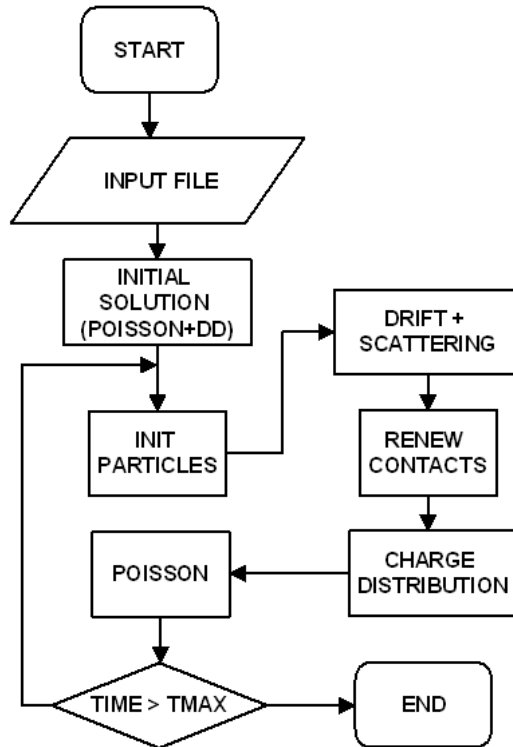 START
INPUT FILE
INITIAL
SOLUTION
(POISSON+DD)
INIT
PARTICLES
DRIFT +
SCATTERING
RENEW
CONTACTS
CHARGE
DISTRIBUTION
POISSON
TIME > TMAX
END